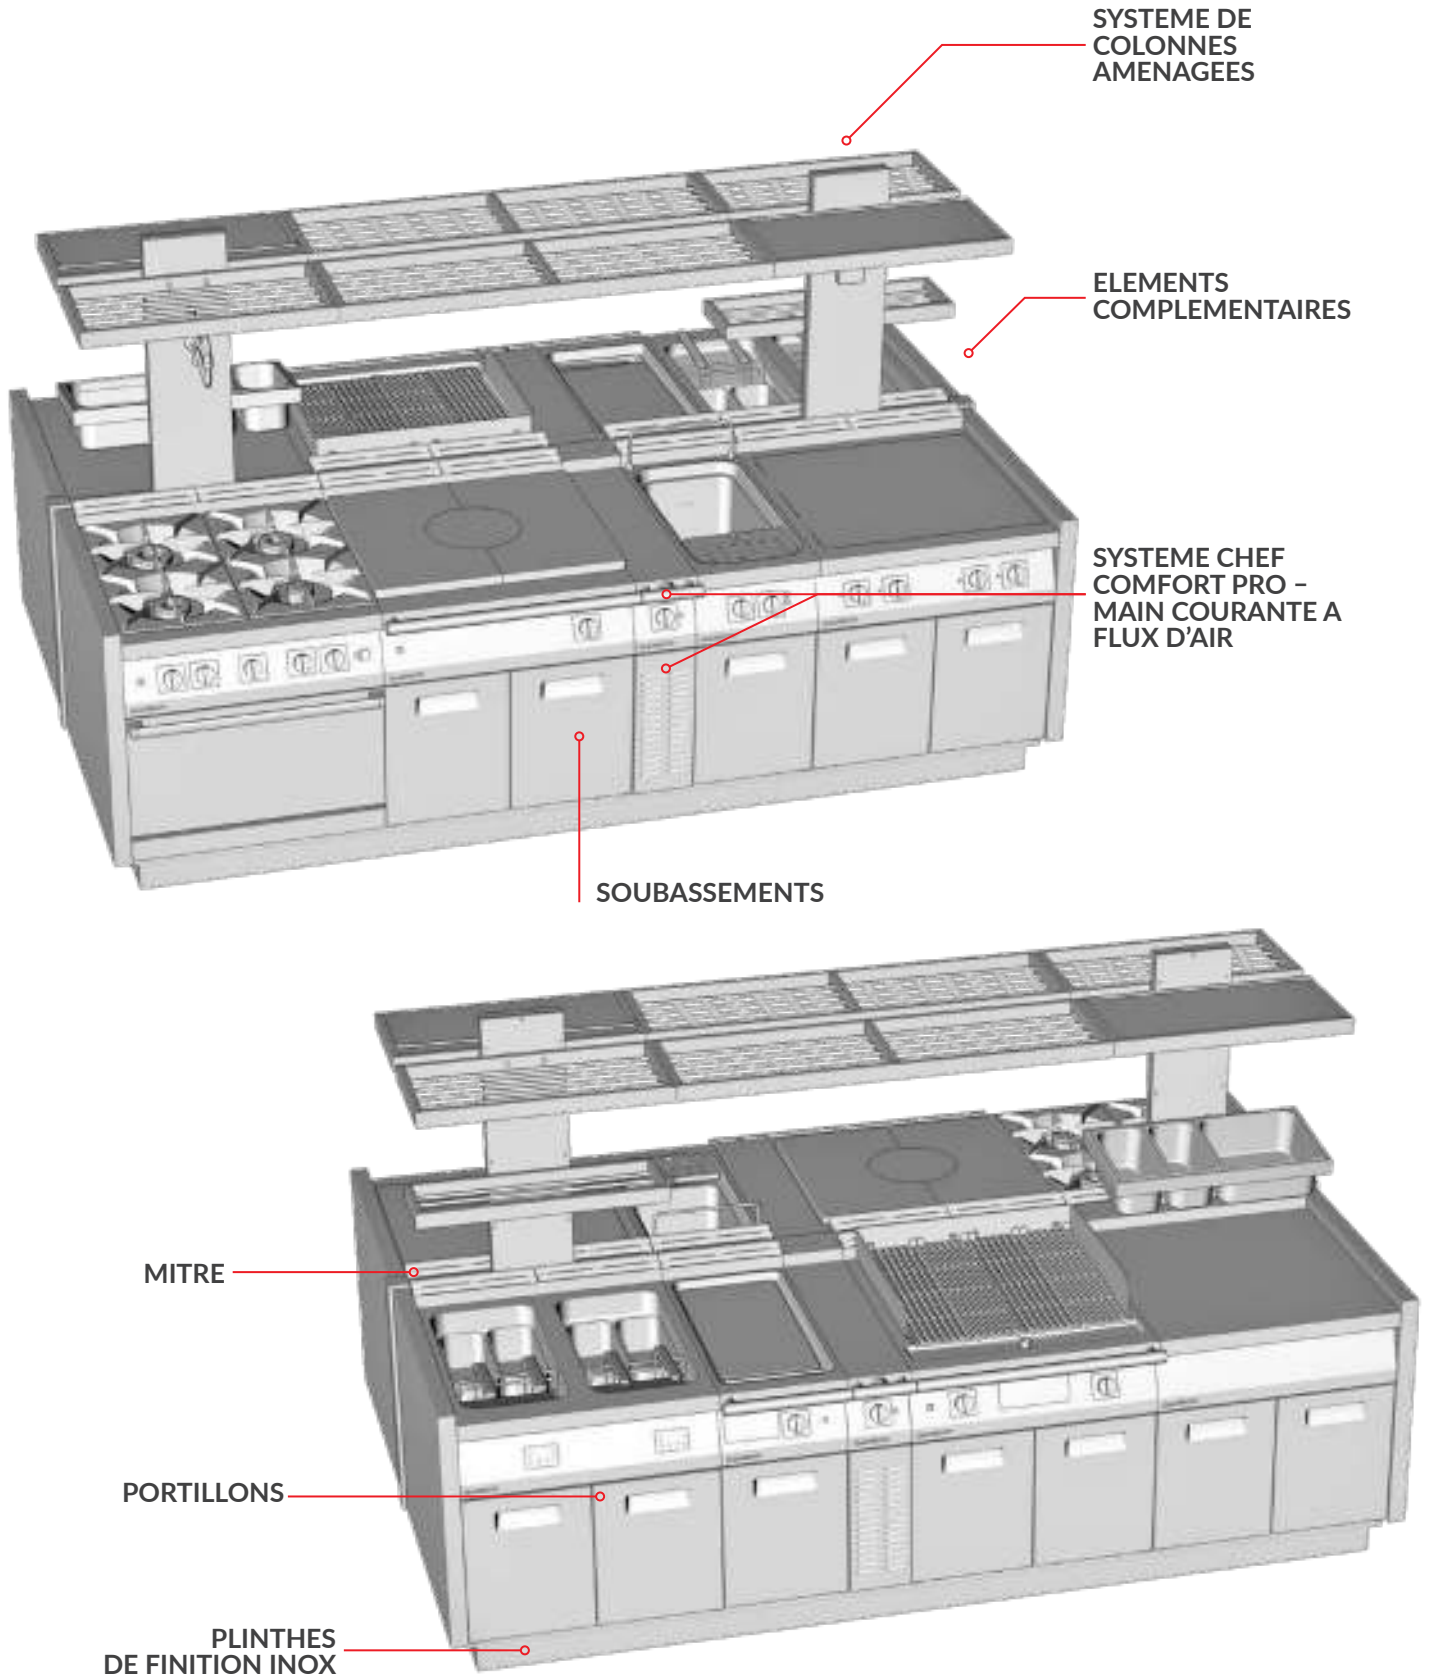 SYSTEME DE
COLONNES
AMENAGEES
ELEMENTS
COMPLEMENTAIRES
SYSTEME CHEF
COMFORT PRO –
MAIN COURANTE A
FLUX D’AIR
SOUBASSEMENTS
MITRE
PORTILLONS
PLINTHES
DE FINITION INOX